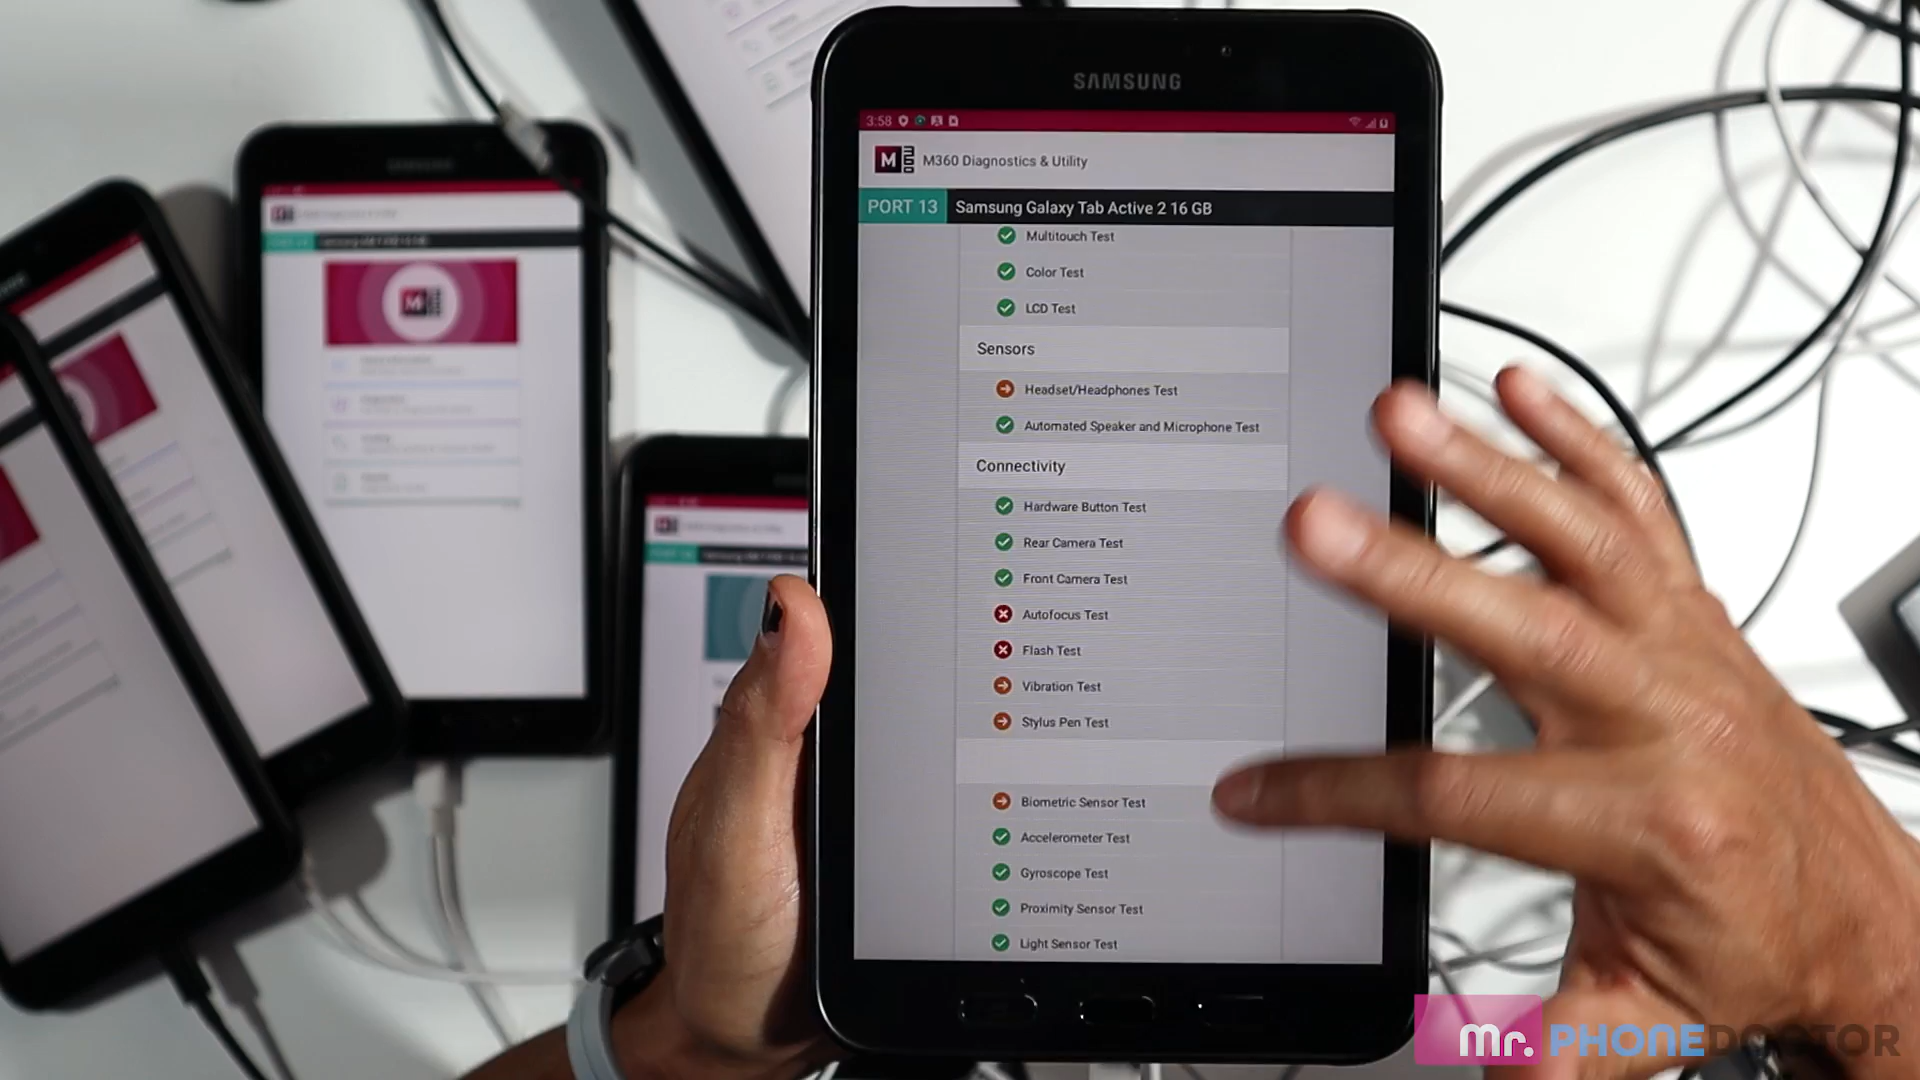 SAMSUNG
3:58
M 360 M360 Diagnostics & Utility
PORT 13 Samsung Galaxy Tab Active 2 16 GB
Multitouch Test
Color Test
LCD Test
Sensors
Headset/Headphones Test
Automated Speaker and Microphone Test
Connectivity
Hardware Button Test
Rear Camera Test
Front Camera Test
Autofocus Test
Flash Test
Vibration Test
Stylus Pen Test
Biometric Sensor Test
Accelerometer Test
Gyroscope Test
Proximity Sensor Test
Light Sensor Test
mr. PHONEDOCTOR